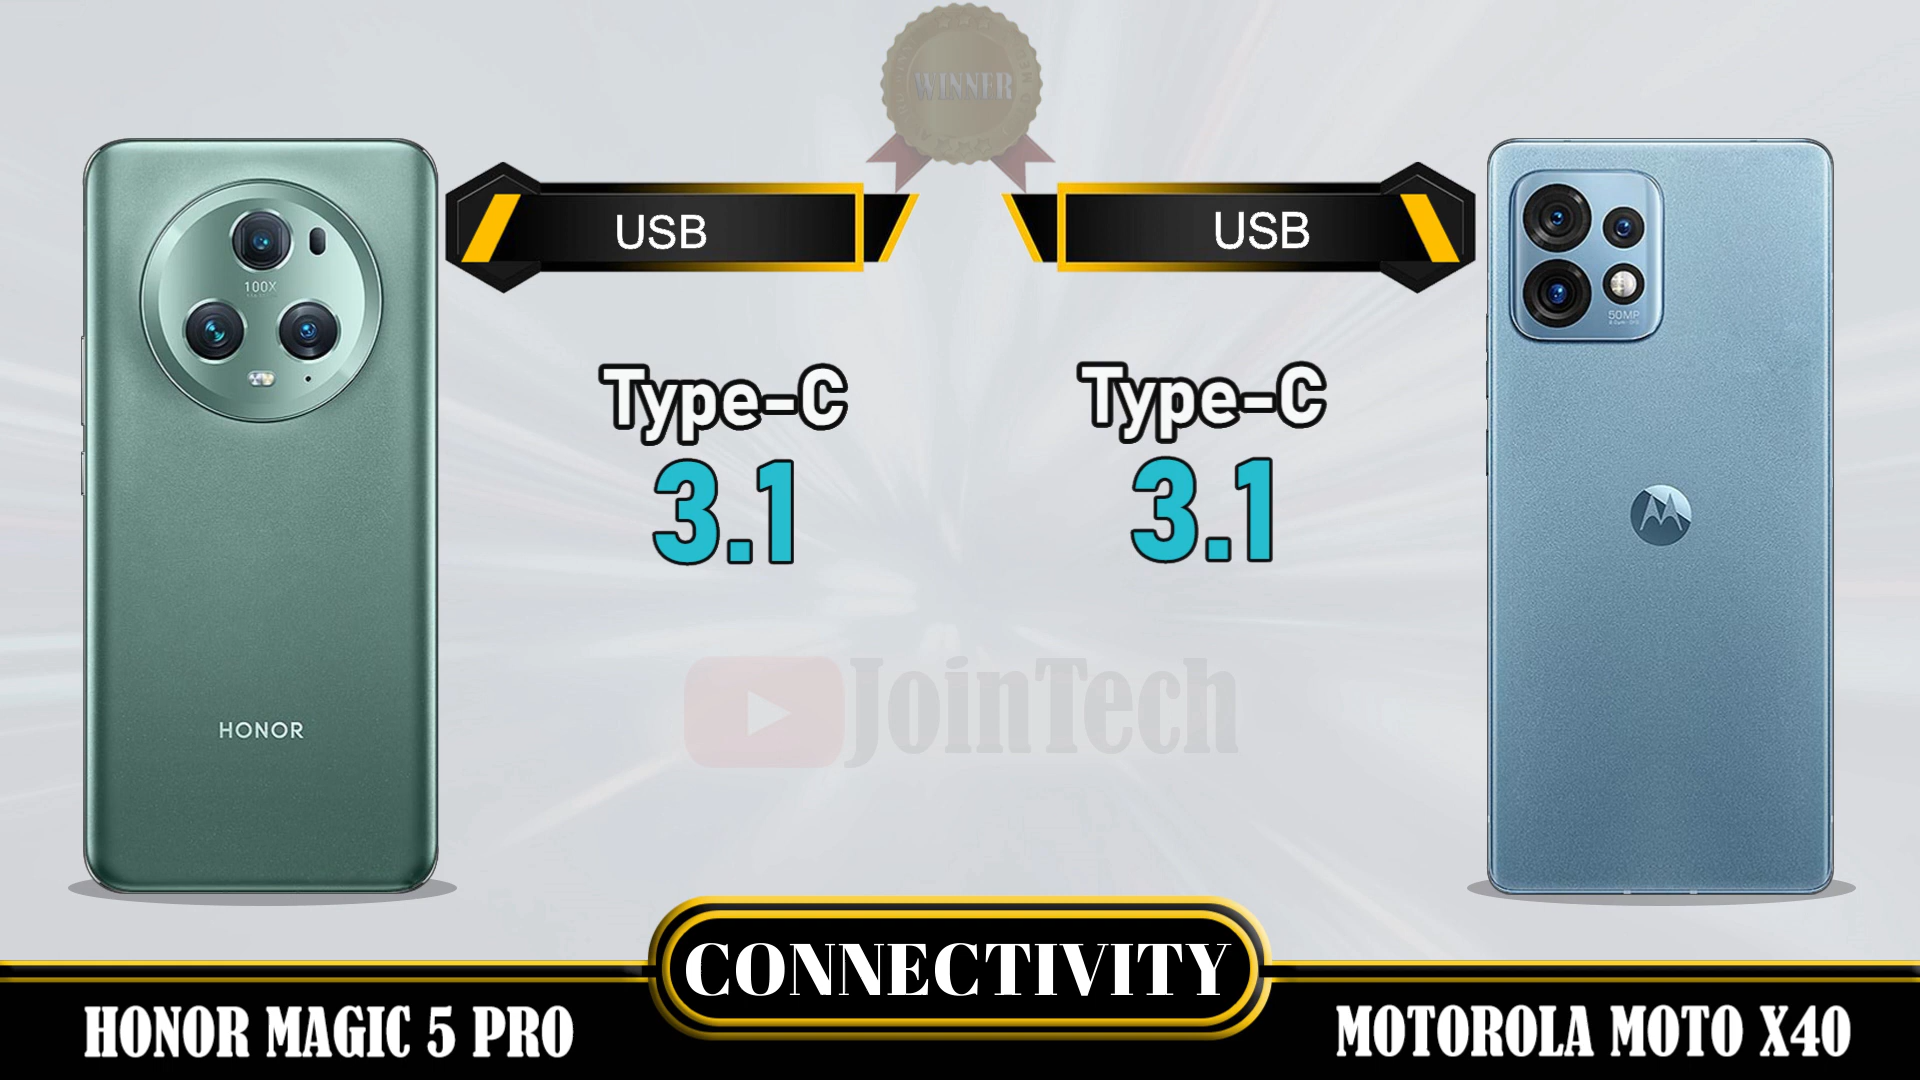 WINNER
USB
USB
100X
50MP
Type-C
3.1
Type-C
3.1
HONOR
JoinTech
CONNECTIVITY
HONOR MAGIC 5 PRO
MOTOROLA MOTO X40